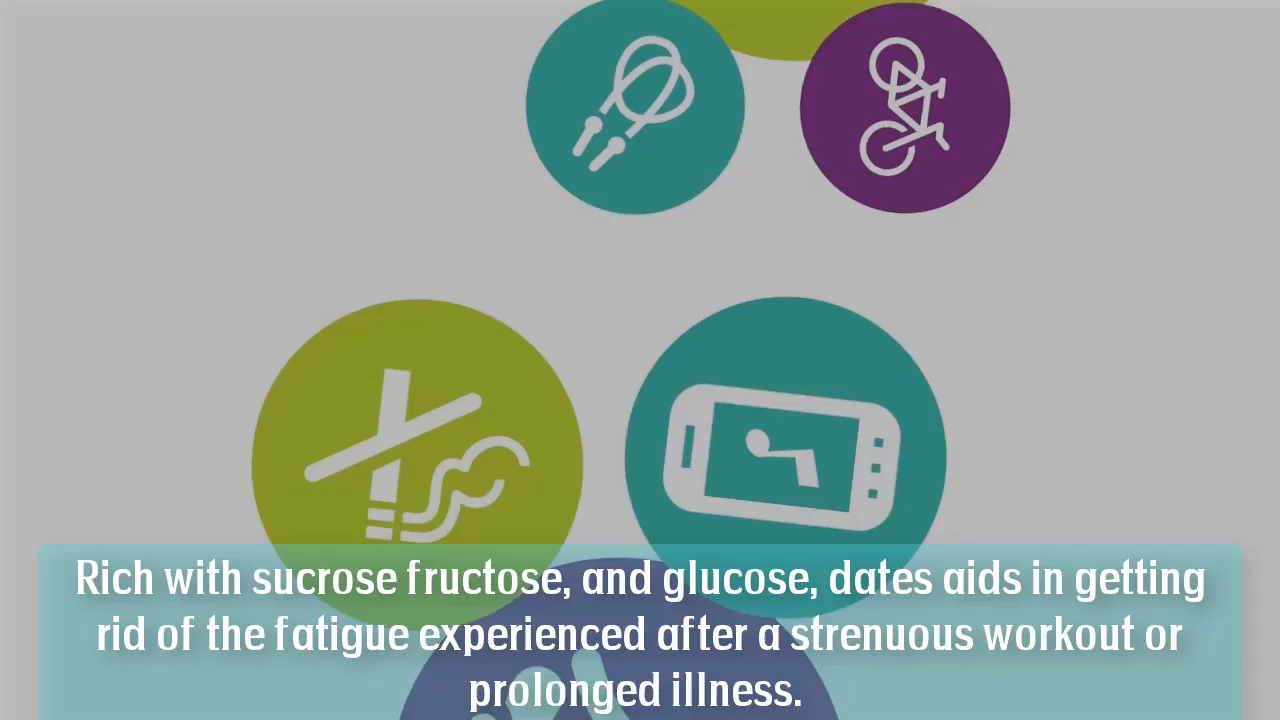 Rich with sucrose fructose, and glucose, dates aids in getting
rid of the fatigue experienced after a strenuous workout or
prolonged illness.